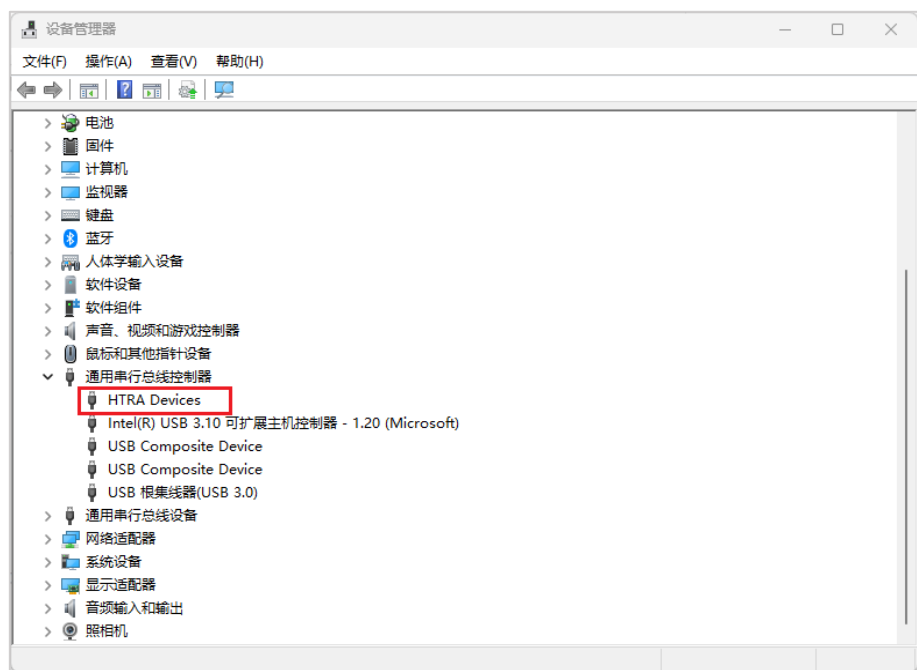 设备管理器
文件(F) 操作(A) 查看(V) 帮助(H)
电池
固件
计算机
监视器
键盘
蓝牙
人体学输入设备
软件设备
软件组件
声音、视频和游戏控制器
鼠标和其他指针设备
通用串行总线控制器
HTRA Devices
Intel(R) USB 3.10 可扩展主机控制器 - 1.20 (Microsoft)
USB Composite Device
USB Composite Device
USB 根集线器(USB 3.0)
通用串行总线设备
网络适配器
系统设备
显示适配器
音频输入和输出
照相机